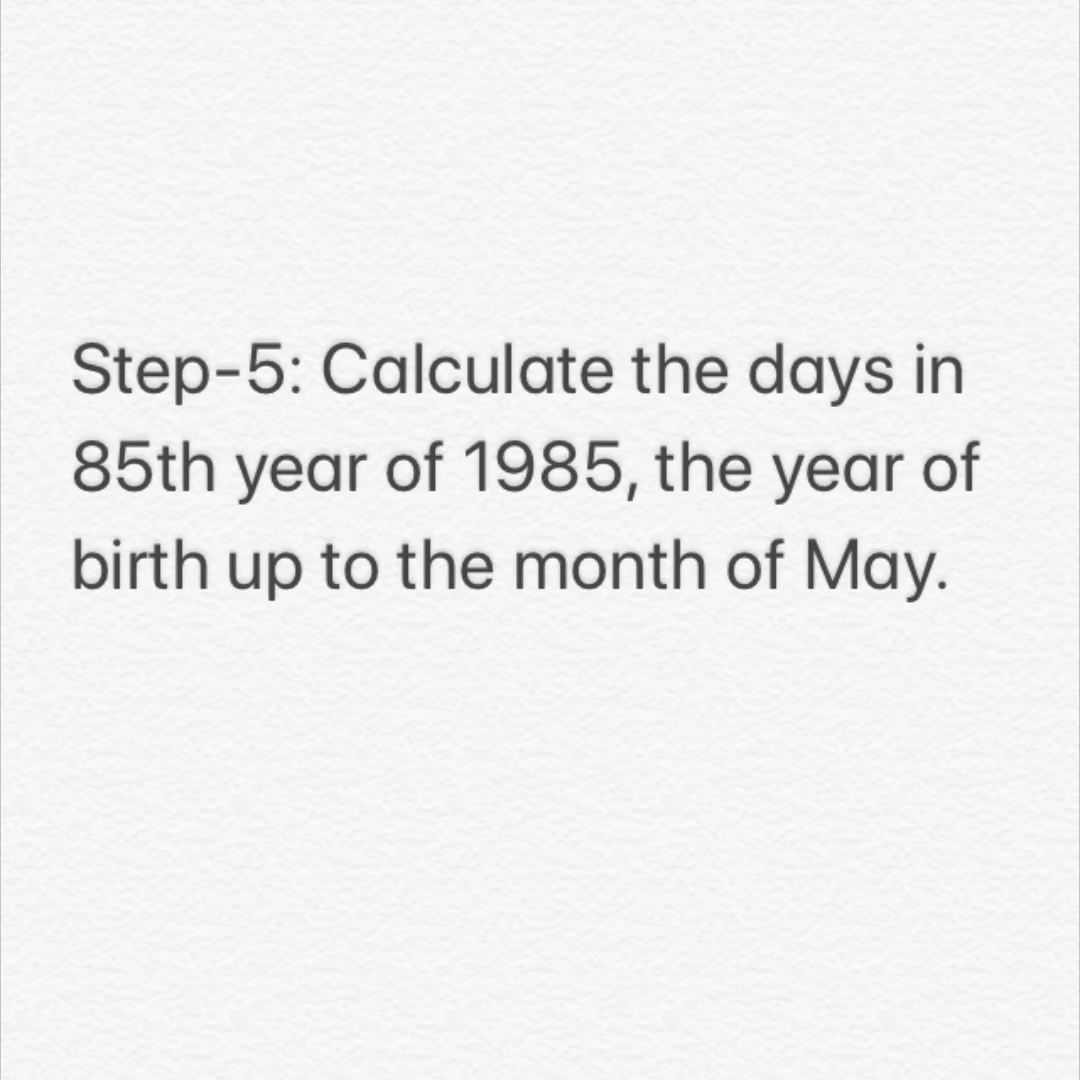 Step-5: Calculate the days in
85th year of 1985, the year of
birth up to the month of May.